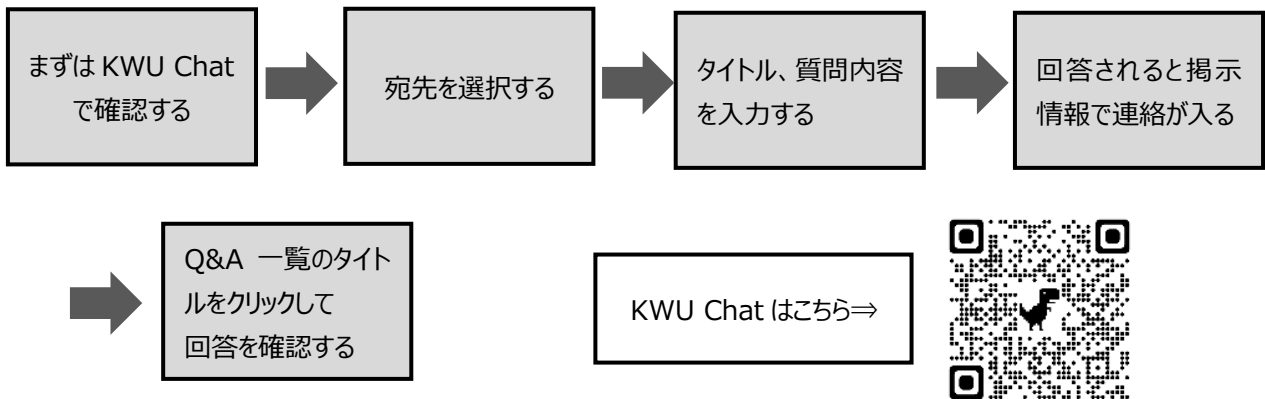 まずは KWU Chat
で確認する
宛先を選択する
タイトル、質問内容
を入力する
回答されると掲示
情報で連絡が入る
Q&A 一覧のタイト
ルをクリックして
回答を確認する
KWU Chat はこちら⇒